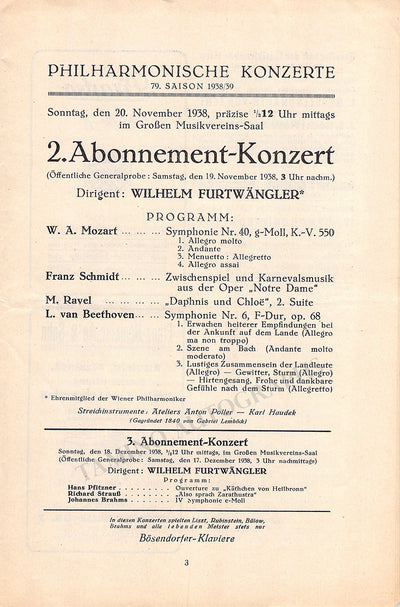 PHILHARMONISCHE KONZERTE
79. SAISON 1938/39
Sonntag, den 20. November 1938, präzise ½12 Uhr mittags
im Großen Musikvereins-Saal
2. Abonnement-Konzert
(Öffentliche Generalprobe: Samstag, den 19. November 1938, 3 Uhr nachm.)
Dirigent: WILHELM FURTWÄNGLER*
PROGRAMM:
W. A. Mozart ... ... ... Symphonie Nr. 40, g-Moll, K.-V. 550
1. Allegro molto
2. Andante
3. Menuetto: Allegretto
4. Allegro assai
Franz Schmidt ... ... ... Zwischenspiel und Karnevalsmusik
aus der Oper „Notre Dame"
M. Ravel ... ... ... ... „Daphnis und Chloë", 2. Suite
L. van Beethoven ... ... Symphonie Nr. 6, F-Dur, op. 68
1. Erwachen heiterer Empfindungen bei
der Ankunft auf dem Lande (Allegro
ma non troppo)
2. Szene am Bach (Andante molto
moderato)
3. Lustiges Zusammensein der Landleute
(Allegro) — Gewitter, Sturm (Allegro)
— Hirtengesang, Frohe und dankbare
Gefühle nach dem Sturm (Allegretto)
* Ehrenmitglied der Wiener Philharmoniker
Streichinstrumente: Ateliers Anton Poller — Karl Haudek
(Gegründet 1840 von Gabriel Lemböck)
3. Abonnement-Konzert
Sonntag, den 18. Dezember 1938, ½12 Uhr mittags, im Großen Musikvereins-Saal
(Öffentliche Generalprobe: Samstag, den 17. Dezember 1938, 3 Uhr nachmittags)
Dirigent: WILHELM FURTWÄNGLER
Programm:
Hans Pfitzner . . . . . . . . . . Ouverture zu „Käthchen von Heilbronn"
Richard Strauß . . . . . . . . . „Also sprach Zarathustra"
Johannes Brahms . . . . . . . . IV Symphonie e-Moll
In diesen Konzerten spielten Liszt, Rubinstein, Bülow,
Brahms und alle lebenden Meister stets nur
Bösendorfer-Klaviere
3